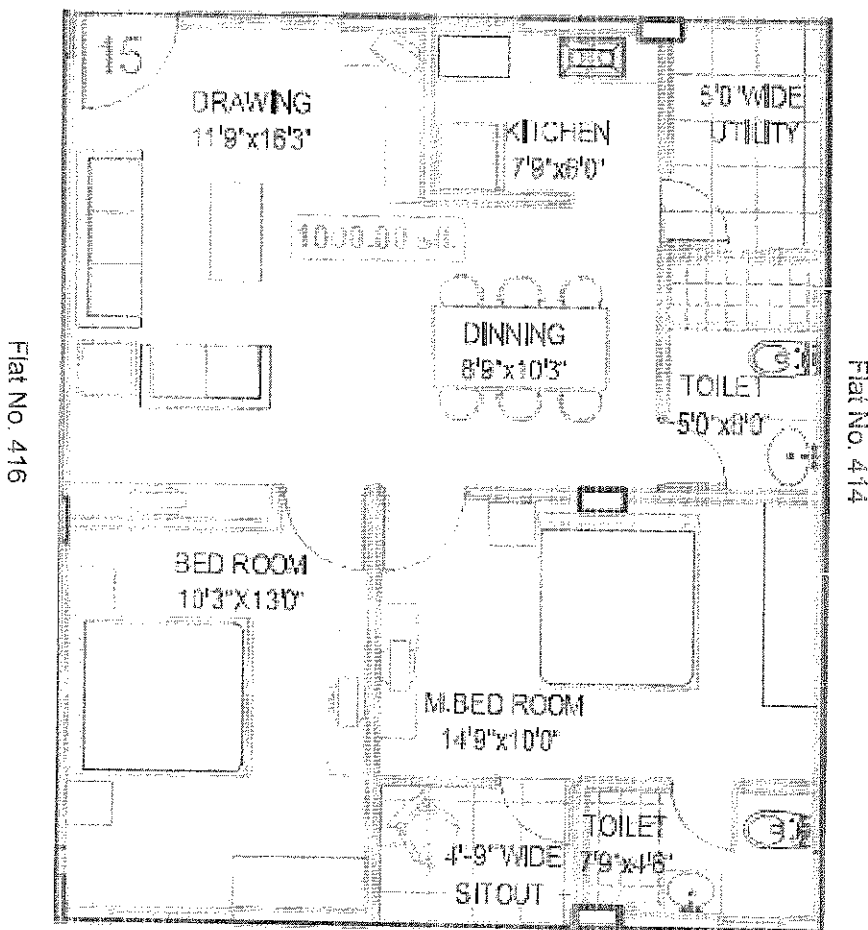 15
DRAWING
11'9"x16'3"
KITCHEN
7'9"x6'0"
5'0"WIDE
UTILITY
1000.00 sft.
DINNING
8'9"x10'3"
TOILET
5'0"x8'0"
Flat No. 416
Flat No. 414
BED ROOM
10'3"X13'0"
M.BED ROOM
14'9"x10'0"
4'-9" WIDE
SITOUT
TOILET
7'9"x4'6"